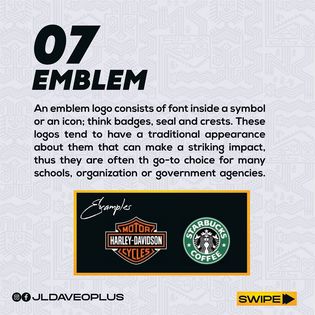 07
EMBLEM
An emblem logo consists of font inside a symbol
or an icon; think badges, seal and crests. These
logos tend to have a traditional appearance
about them that can make a striking impact,
thus they are often th go-to choice for many
schools, organization or government agencies.
Examples
MOTOR
HARLEY-DAVIDSON
CYCLES
STARBUCKS
COFFEE
JLDAVEOPLUS
SWIPE